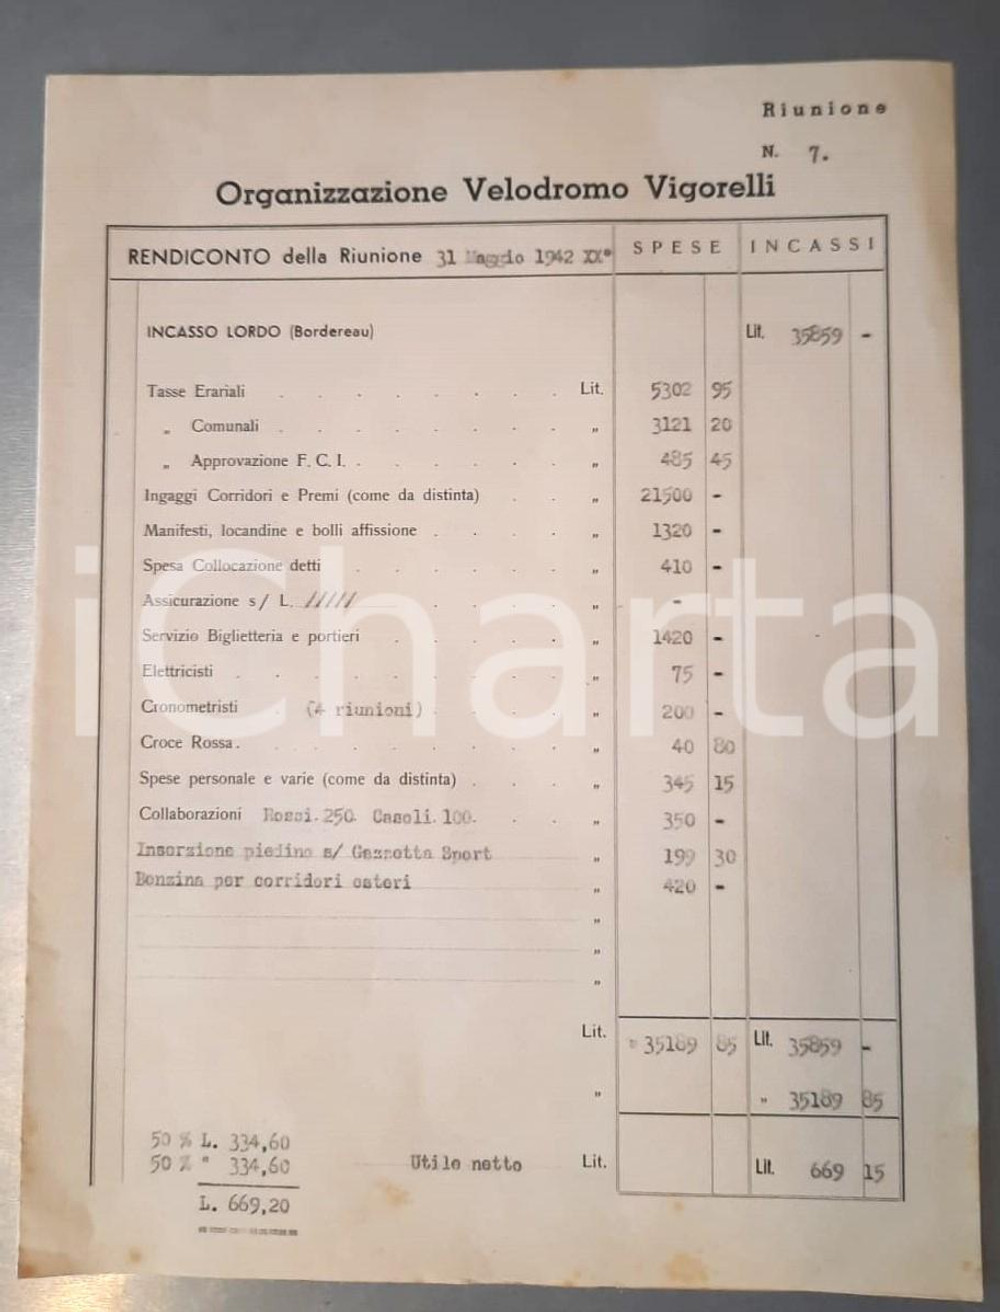 Riunione
N. 7.
Organizzazione Velodromo Vigorelli
RENDICONTO della Riunione 31 Maggio 1942 XX° SPESE INCASSI
INCASSO LORDO (Bordereau) Lit. 35859 -
Tasse Erariali . . . . . . . . Lit. 5302 95
„ Comunali . . . . . . . . „ 3121 20
„ Approvazione F. C. I. . . . . . . „ 485 45
Ingaggi Corridori e Premi (come da distinta) . . „ 21500 -
Manifesti, locandine e bolli affissione . . . . „ 1320 -
Spesa Collocazione detti . . . . . . „ 410 -
Assicurazione s/ L. ///// . . . . „ -
Servizio Biglietteria e portieri . . . . . „ 1420 -
Elettricisti . . . . . . . . . „ 75 -
Cronometristi . (4 riunioni) . . . . „ 200 -
Croce Rossa . . . . . . . . . „ 40 80
Spese personale e varie (come da distinta) . . . „ 345 15
Collaborazioni Rossi.250. Casoli.100. . . „ 350 -
Inserzione piedino s/ Gazzetta Sport „ 199 30
Benzina per corridori esteri „ 420 -
„
„
„
Lit. " 35189 85 Lit. 35859 -
„ „ 35189 85
50 % L. 334,60
50 % " 334,60 Utile netto Lit. Lit. 669 15
L. 669,20
iCharta